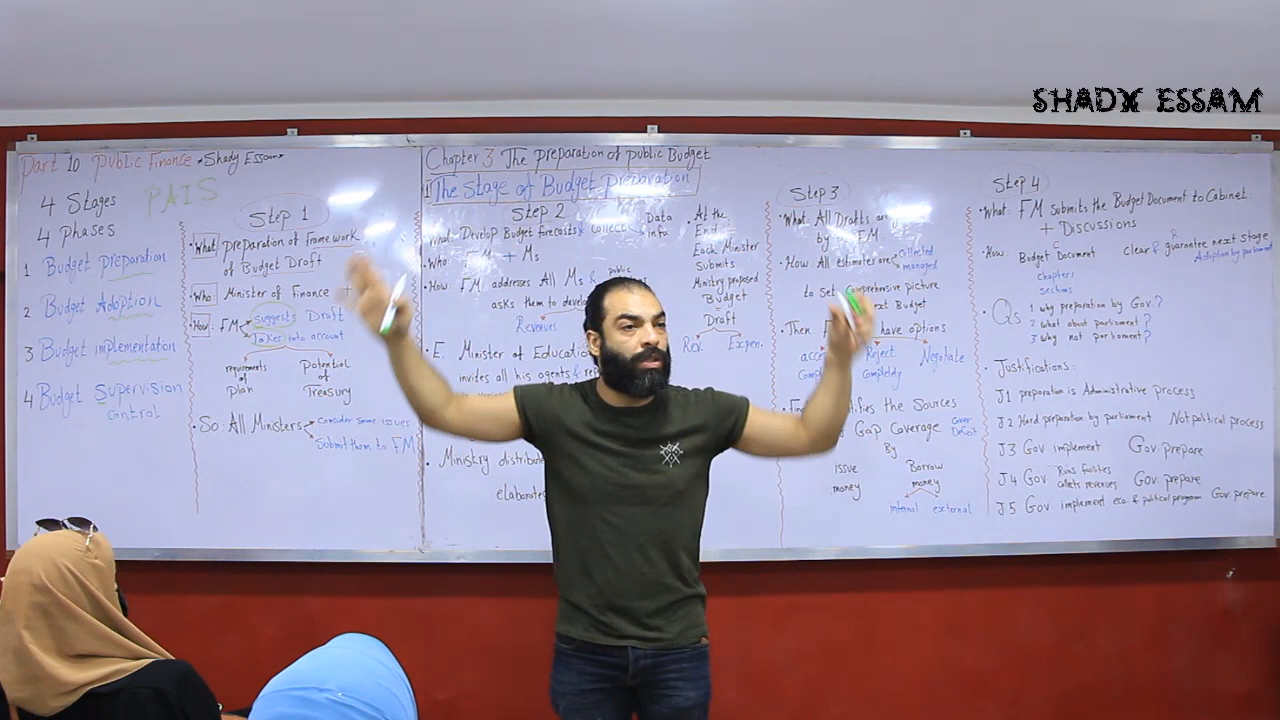 SHADY ESSAM
Part 10 Public Finance *Shady Essam*
PAIS
4 Stages
4 Phases
1 Budget preparation
2 Budget Adoption
3 Budget implementation
4 Budget Supervision
control
Step 1
• What: preparation of framework
of Budget Draft
• Who: Minister of Finance +
• How: FM suggests Draft
Takes into account
requirements of Plan
Potential of Treasury
• So All Ministers
consider some issues
Submit them to FM
Chapter 3 The preparation of public Budget
1 The Stage of Budget Preparation
Step 2
What: Develop Budget forecasts & collect
Data
info
• Who: FM + Ms
• How FM addresses All Ms & public
asks them to
Revenues
• E. Minister of Education
invites all his agents &
• Ministry
elaborates
• At the
End
Each Minister
Submits
Ministry proposed
Budget
=
Draft
Rev. Expen.
Step 3
• What: All Drafts are
by FM
• How All estimates are
collected
managed
to set comprehensive picture
Budget
• Then have options
Reject completely
Negotiate
the Sources
Gap Coverage
cover Deficit
By
issue money
Borrow money
internal external
Step 4
• What: FM Submits the Budget Document to Cabinet
+ Discussions
• How: Budget Document clear & guarantee next stage
Adoption by parliament
chapters
sections
• Qs
1 why preparation by Gov.?
2 what about parliament?
3 why not parliament?
• Justifications:
J1 preparation is Administrative process
J2 Hard preparation by parliament Not political process
J3 Gov implement Gov prepare
J4 Gov Runs facilities collects revenues Gov. prepare
J5 Gov implement eco. & political program Gov. prepare